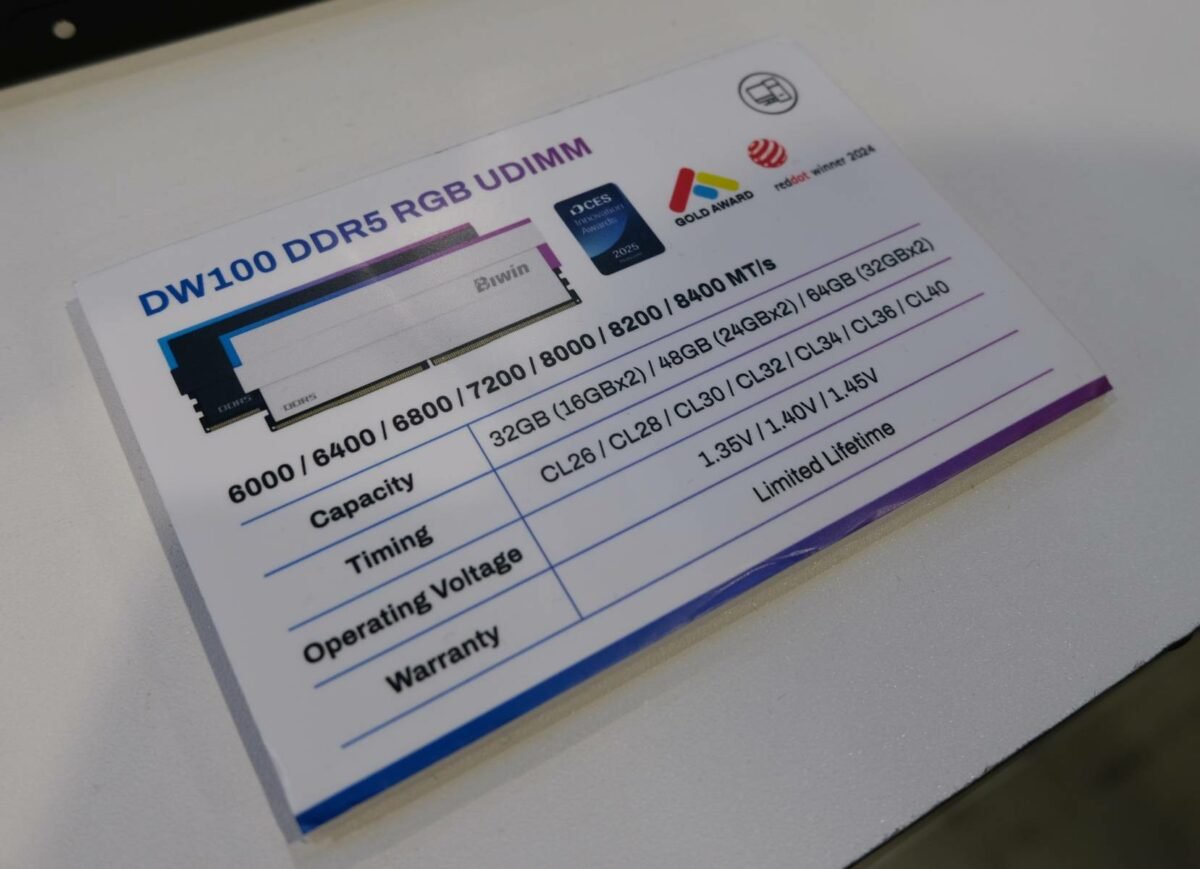 DW100 DDR5 RGB UDIMM
CES
Innovation
Awards
2025
GOLD AWARD
reddot winner 2024
Biwin
DDR5
DDR5
6000 / 6400 / 6800 / 7200 / 8000 / 8200 / 8400 MT/s
Capacity 32GB (16GBx2) / 48GB (24GBx2) / 64GB (32GBx2)
Timing CL26 / CL28 / CL30 / CL32 / CL34 / CL36 / CL40
Operating Voltage 1.35V / 1.40V / 1.45V
Warranty Limited Lifetime